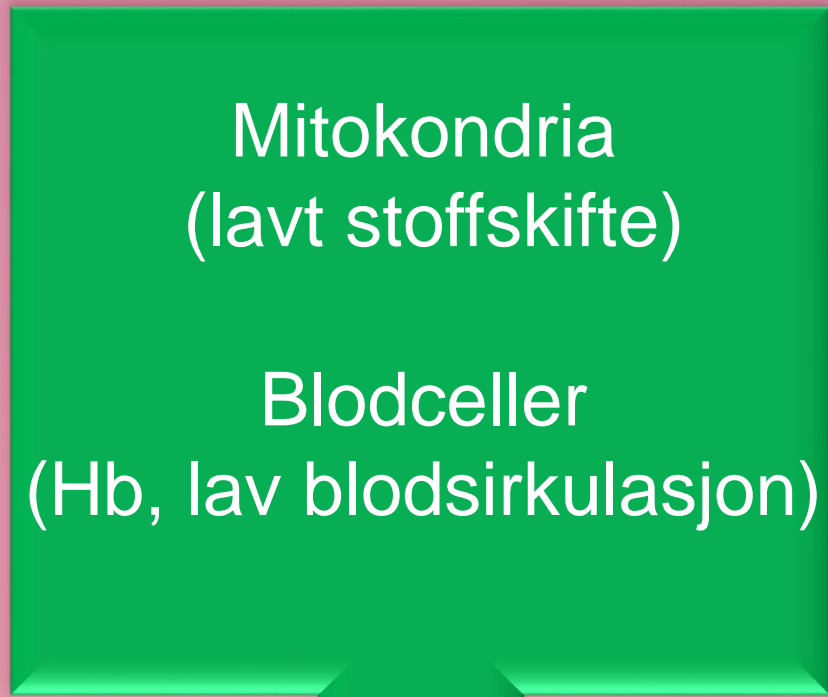 Mitokondria
(lavt stoffskifte)
Blodceller
(Hb, lav blodsirkulasjon)